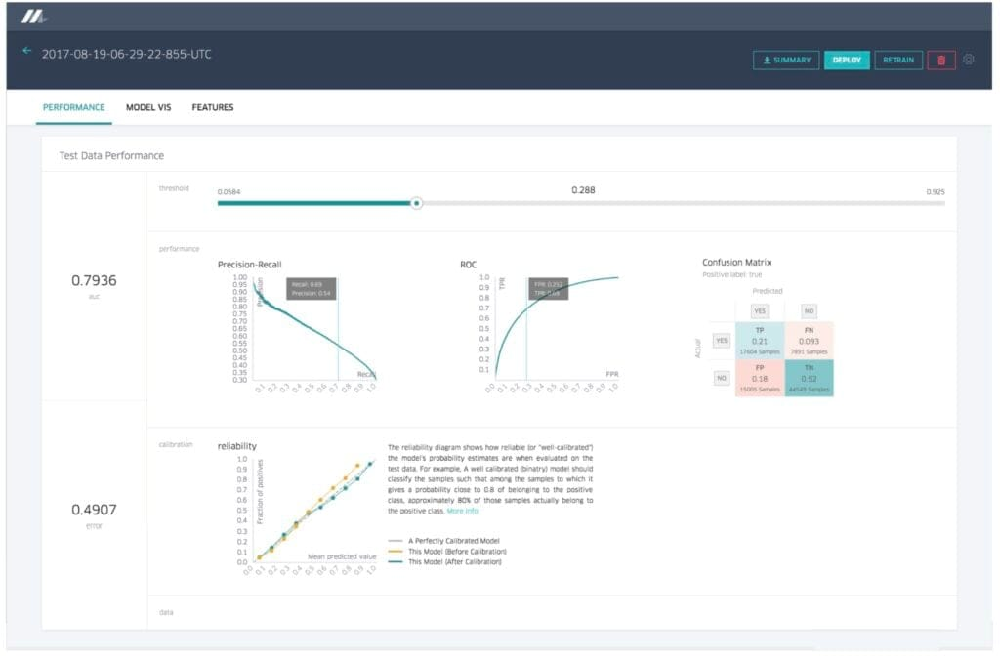 2017-08-19-06-29-22-855-UTC
SUMMARY
DEPLOY
RETRAIN
PERFORMANCE
MODEL VIS
FEATURES
Test Data Performance
threshold
0.0584
0.288
0.925
0.7936
auc
performance
Precision-Recall
1.00
0.95
0.90
0.85
0.80
0.75
0.70
0.65
0.60
0.55
0.50
0.45
0.40
0.35
0.30
Precision
Recall: 0.69
Precision: 0.54
Recall
0.1 0.2 0.3 0.4 0.5 0.6 0.7 0.8 0.9 1.0
ROC
1.0
0.9
0.8
0.7
0.6
0.5
0.4
0.3
0.2
0.1
TPR
FPR: 0.252
TPR: 0.69
FPR
0.0 0.1 0.2 0.3 0.4 0.5 0.6 0.7 0.8 0.9 1.0
Confusion Matrix
Positive label: true
Predicted
YES
NO
Actual
YES
TP
0.21
17604 Samples
FN
0.093
7891 Samples
NO
FP
0.18
15005 Samples
TN
0.52
44549 Samples
0.4907
error
calibration
reliability
1.0
0.9
0.8
0.7
0.6
0.5
0.4
0.3
0.2
0.1
0.0
Fraction of positives
Mean predicted value
0.0 0.1 0.2 0.3 0.4 0.5 0.6 0.7 0.8 0.9 1.0
The reliability diagram shows how reliable (or "well-calibrated")
the model's probability estimates are when evaluated on the
test data. For example, A well calibrated (binatry) model should
classify the samples such that among the samples to which it
gives a probability close to 0.8 of belonging to the positive
class, approximately 80% of those samples actually belong to
the positive class. More info
A Perfectly Calibrated Model
This Model (Before Calibration)
This Model (After Calibration)
data